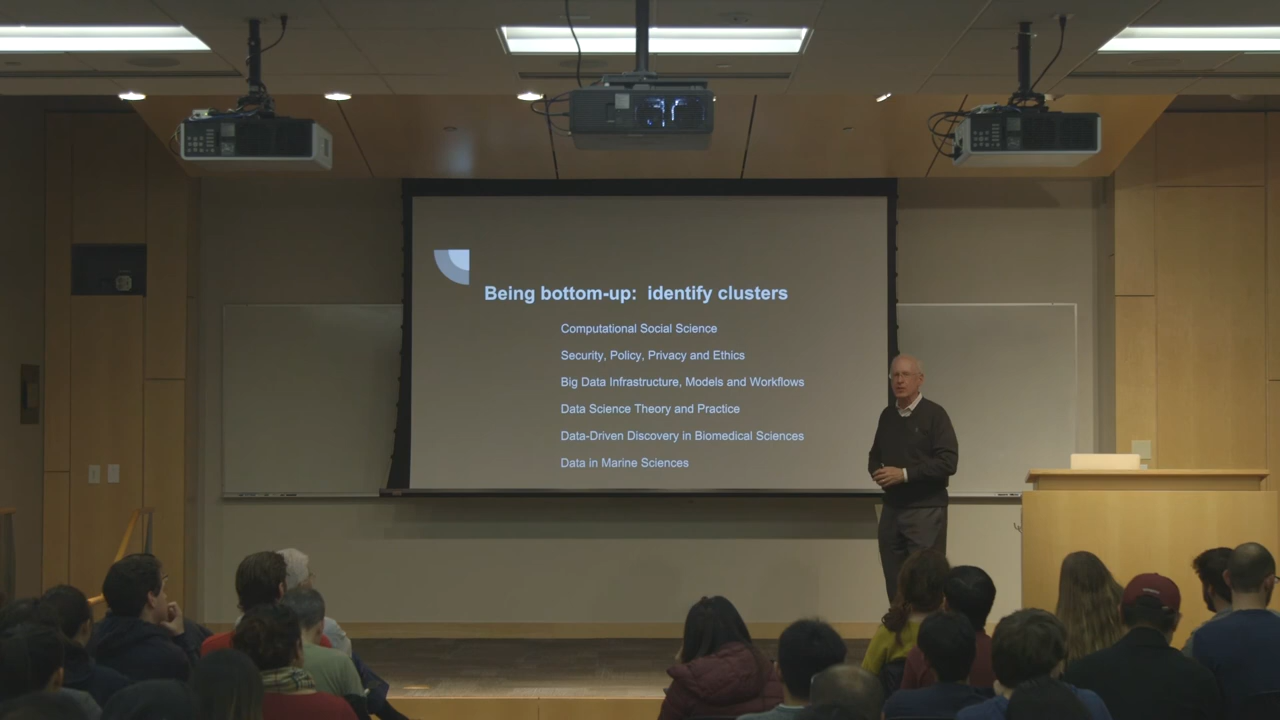 Being bottom-up:  identify clusters
Computational Social Science
Security, Policy, Privacy and Ethics
Big Data Infrastructure, Models and Workflows
Data Science Theory and Practice
Data-Driven Discovery in Biomedical Sciences
Data in Marine Sciences